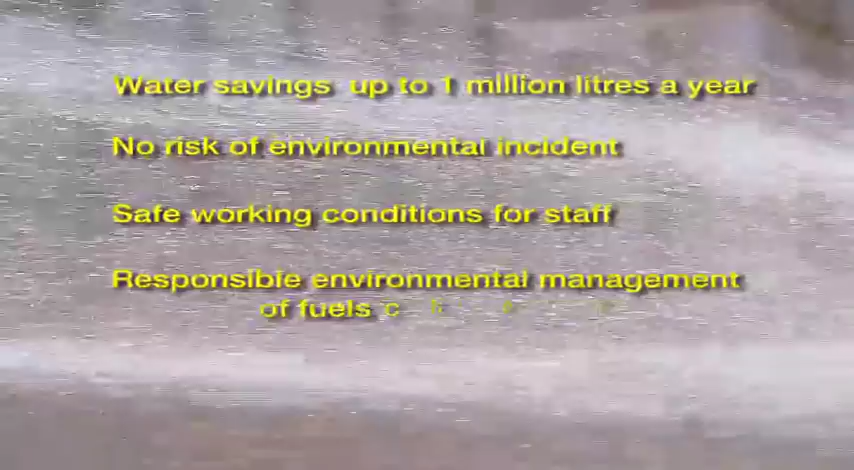 Water savings up to 1 million litres a year
No risk of environmental incident
Safe working conditions for staff
Responsible environmental management
of fuels